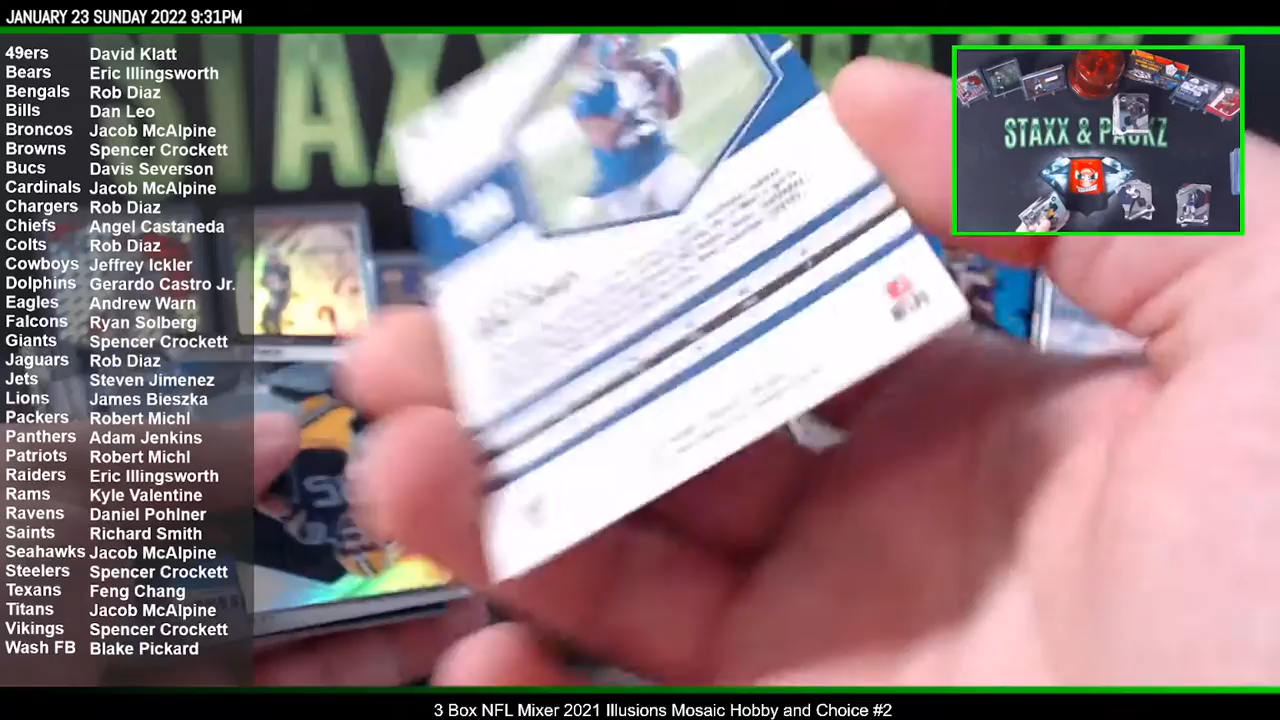 JANUARY 23 SUNDAY 2022 9:31PM
49ers David Klatt
Bears Eric Illingsworth
Bengals Rob Diaz
Bills Dan Leo
Broncos Jacob McAlpine
Browns Spencer Crockett
Bucs Davis Severson
Cardinals Jacob McAlpine
Chargers Rob Diaz
Chiefs Angel Castaneda
Colts Rob Diaz
Cowboys Jeffrey Ickler
Dolphins Gerardo Castro Jr.
Eagles Andrew Warn
Falcons Ryan Solberg
Giants Spencer Crockett
Jaguars Rob Diaz
Jets Steven Jimenez
Lions James Bieszka
Packers Robert Michl
Panthers Adam Jenkins
Patriots Robert Michl
Raiders Eric Illingsworth
Rams Kyle Valentine
Ravens Daniel Pohlner
Saints Richard Smith
Seahawks Jacob McAlpine
Steelers Spencer Crockett
Texans Feng Chang
Titans Jacob McAlpine
Vikings Spencer Crockett
Wash FB Blake Pickard
STAXX & PACKZ
3 Box NFL Mixer 2021 Illusions Mosaic Hobby and Choice #2